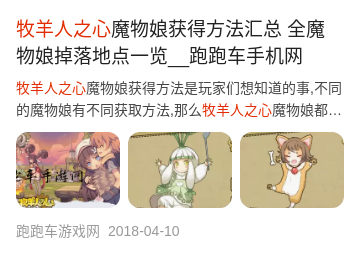 牧羊人之心魔物娘获得方法汇总 全魔
物娘掉落地点一览__跑跑车手机网
牧羊人之心魔物娘获得方法是玩家们想知道的事,不同
的魔物娘有不同获取方法,那么牧羊人之心魔物娘都...
车手游网
跑跑车游戏网 2018-04-10